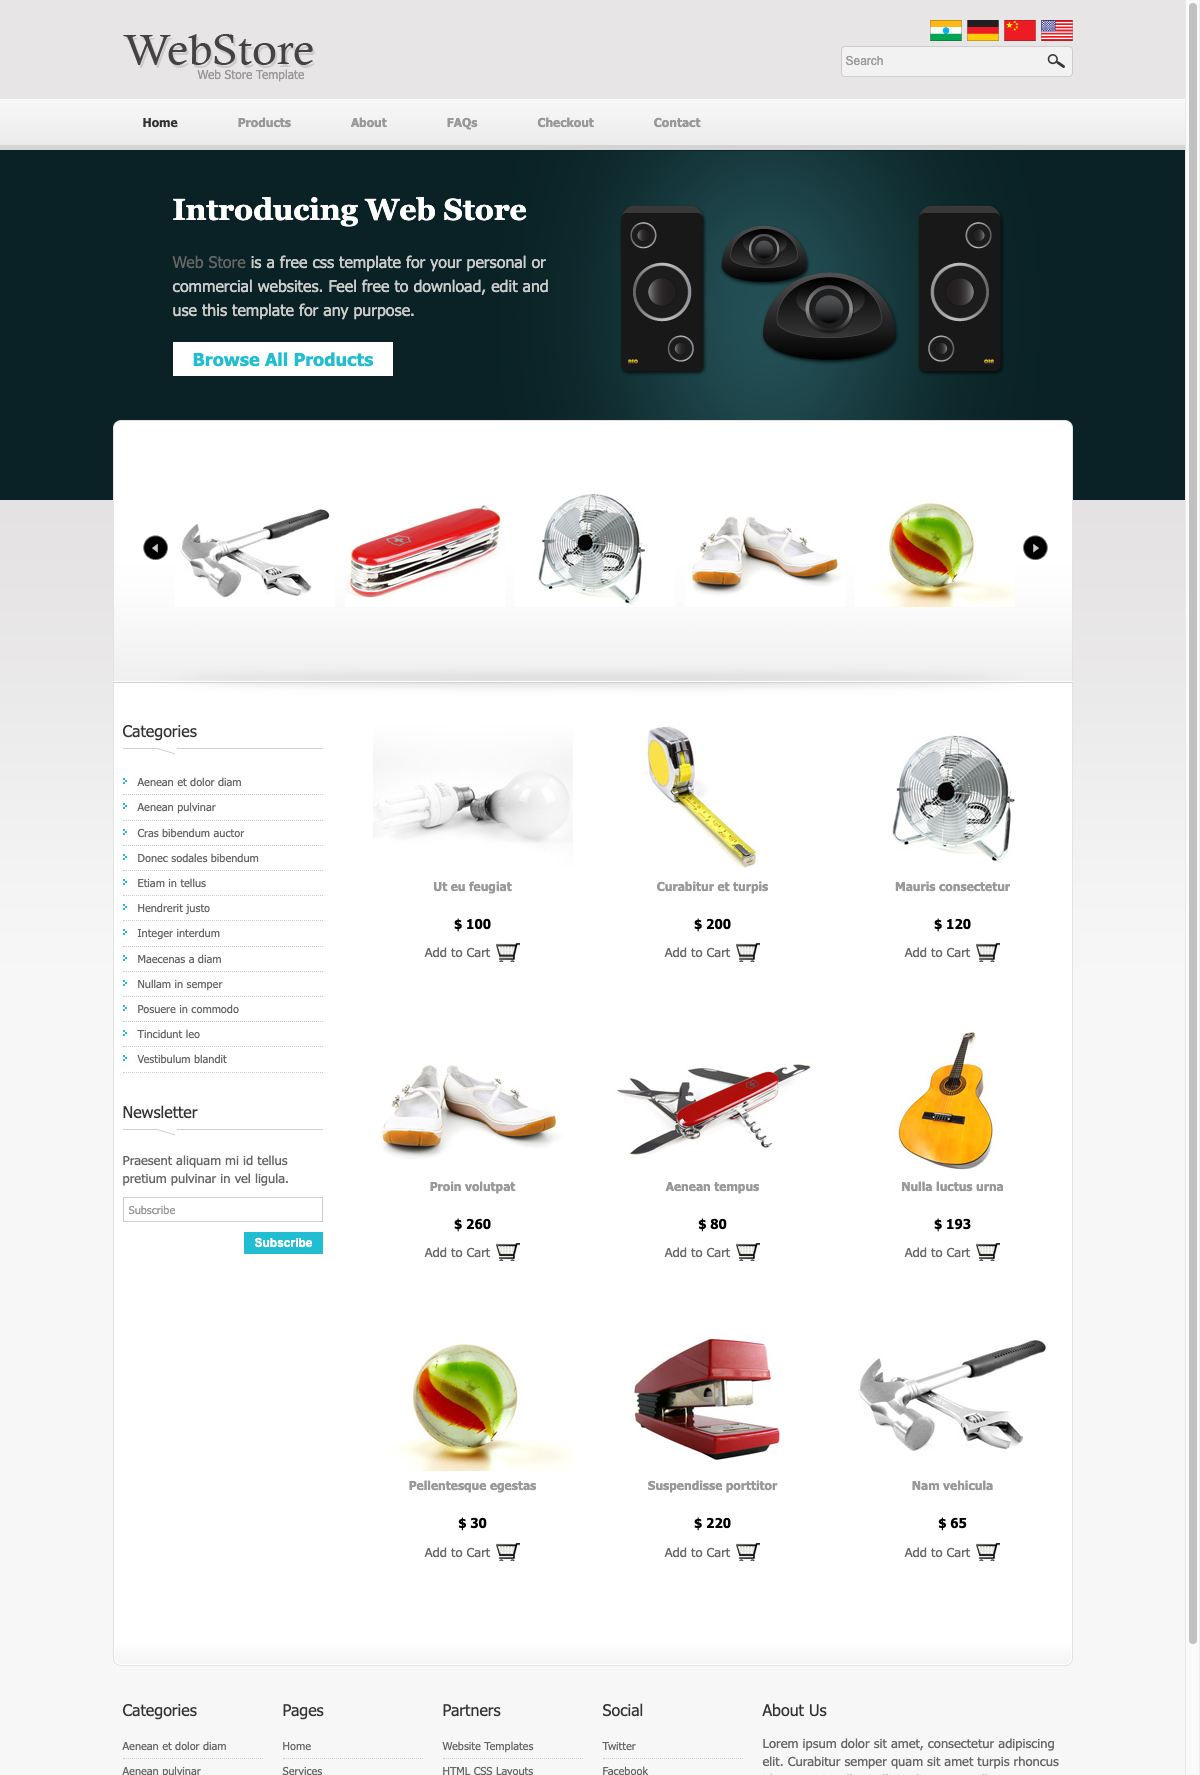 WebStore
Web Store Template
Search
Home
Products
About
FAQs
Checkout
Contact
Introducing Web Store
Web Store is a free css template for your personal or
commercial websites. Feel free to download, edit and
use this template for any purpose.
Browse All Products
Categories
Aenean et dolor diam
Aenean pulvinar
Cras bibendum auctor
Donec sodales bibendum
Etiam in tellus
Hendrerit justo
Integer interdum
Maecenas a diam
Nullam in semper
Posuere in commodo
Tincidunt leo
Vestibulum blandit
Newsletter
Praesent aliquam mi id tellus
pretium pulvinar in vel ligula.
Subscribe
Subscribe
Ut eu feugiat
$ 100
Add to Cart
Curabitur et turpis
$ 200
Add to Cart
Mauris consectetur
$ 120
Add to Cart
Proin volutpat
$ 260
Add to Cart
Aenean tempus
$ 80
Add to Cart
Nulla luctus urna
$ 193
Add to Cart
Pellentesque egestas
$ 30
Add to Cart
Suspendisse porttitor
$ 220
Add to Cart
Nam vehicula
$ 65
Add to Cart
Categories
Aenean et dolor diam
Aenean pulvinar
Pages
Home
Services
Partners
Website Templates
HTML CSS Layouts
Social
Twitter
Facebook
About Us
Lorem ipsum dolor sit amet, consectetur adipiscing
elit. Curabitur semper quam sit amet turpis rhoncus